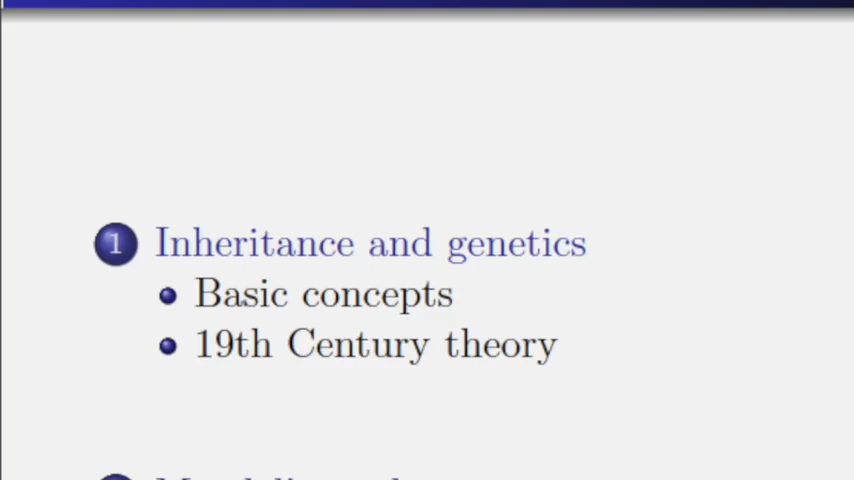 1 Inheritance and genetics
Basic concepts
19th Century theory